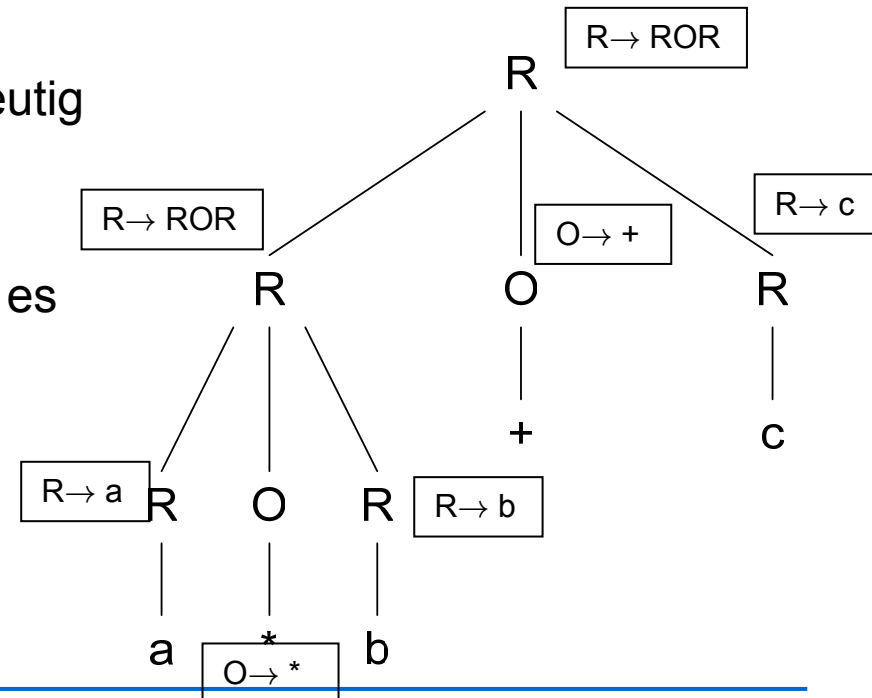 R→ ROR
R
eutig
R→ ROR
O→ +
R→ c
es
R O R
+ c
R→ a R O R R→ b
a * b
O→ *